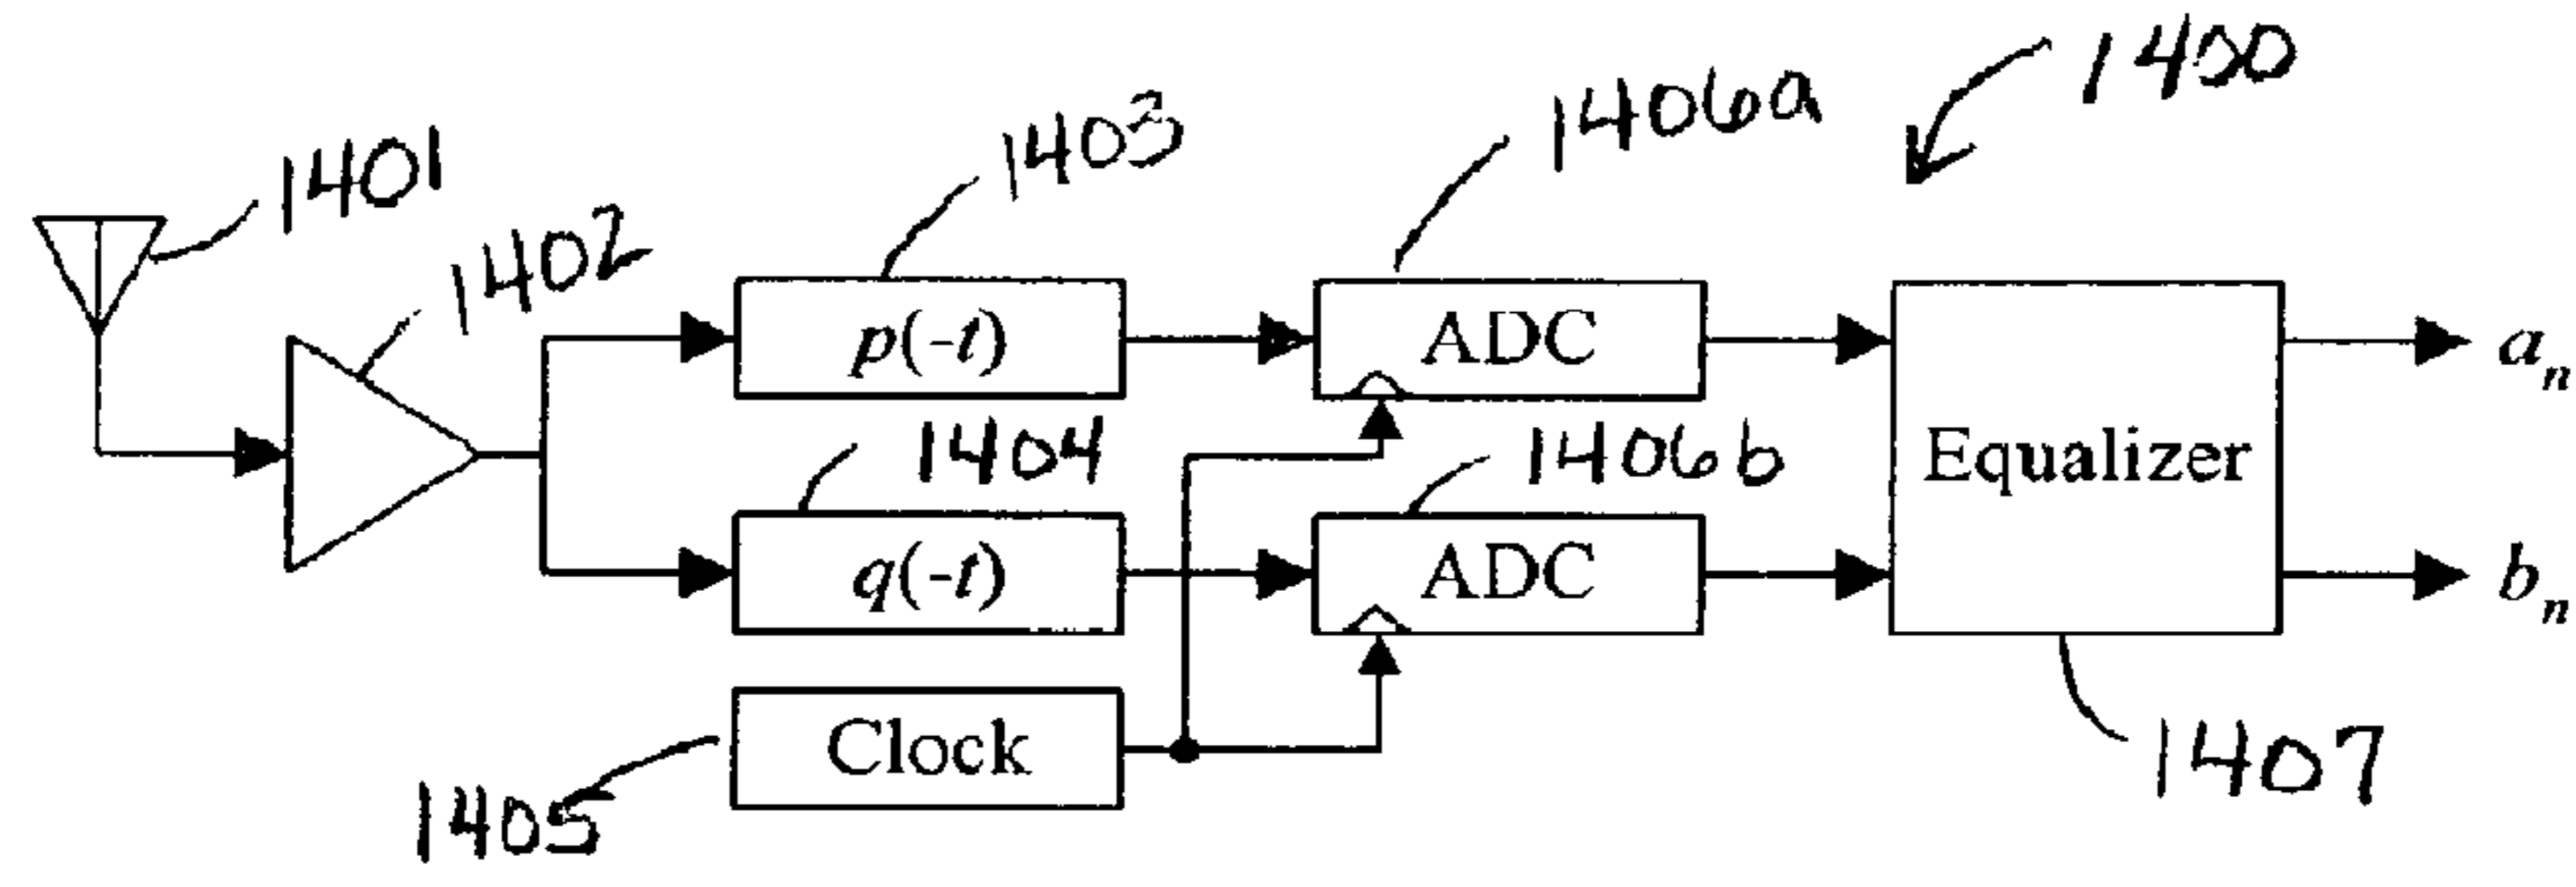 1400
1406a
1403
1401
1402
p(-t)
ADC
a_n
1404
1406b
Equalizer
q(-t)
ADC
b_n
Clock
1405
1407